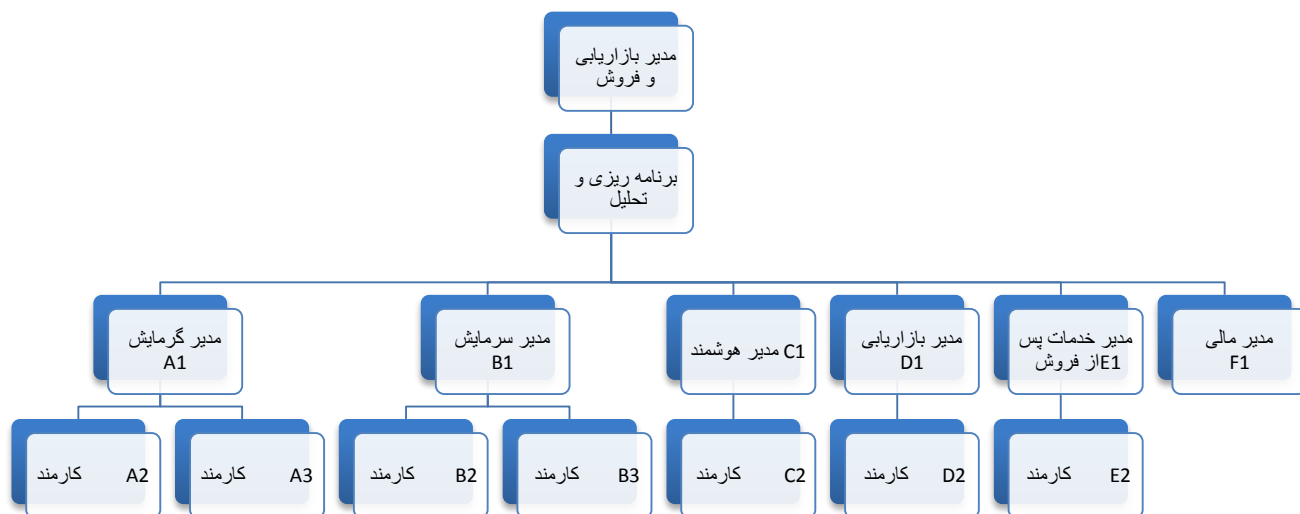 مدیر بازاریابی
و فروش
برنامه ریزی و
تحلیل
مدیر گرمایش
A1
مدیر سرمایش
B1
مدیر هوشمند C1
مدیر بازاریابی
D1
مدیر خدمات پس
از فروش E1
مدیر مالی
F1
کارمند A2
کارمند A3
کارمند B2
کارمند B3
کارمند C2
کارمند D2
کارمند E2